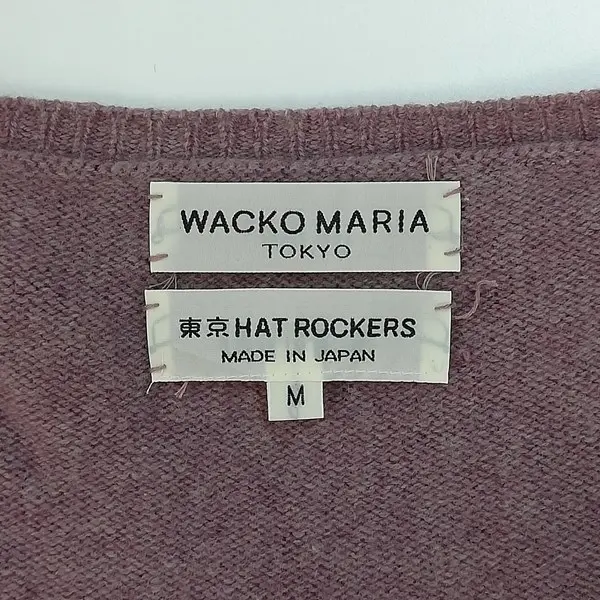 WACKO MARIA
TOKYO
東京HAT ROCKERS
MADE IN JAPAN
M